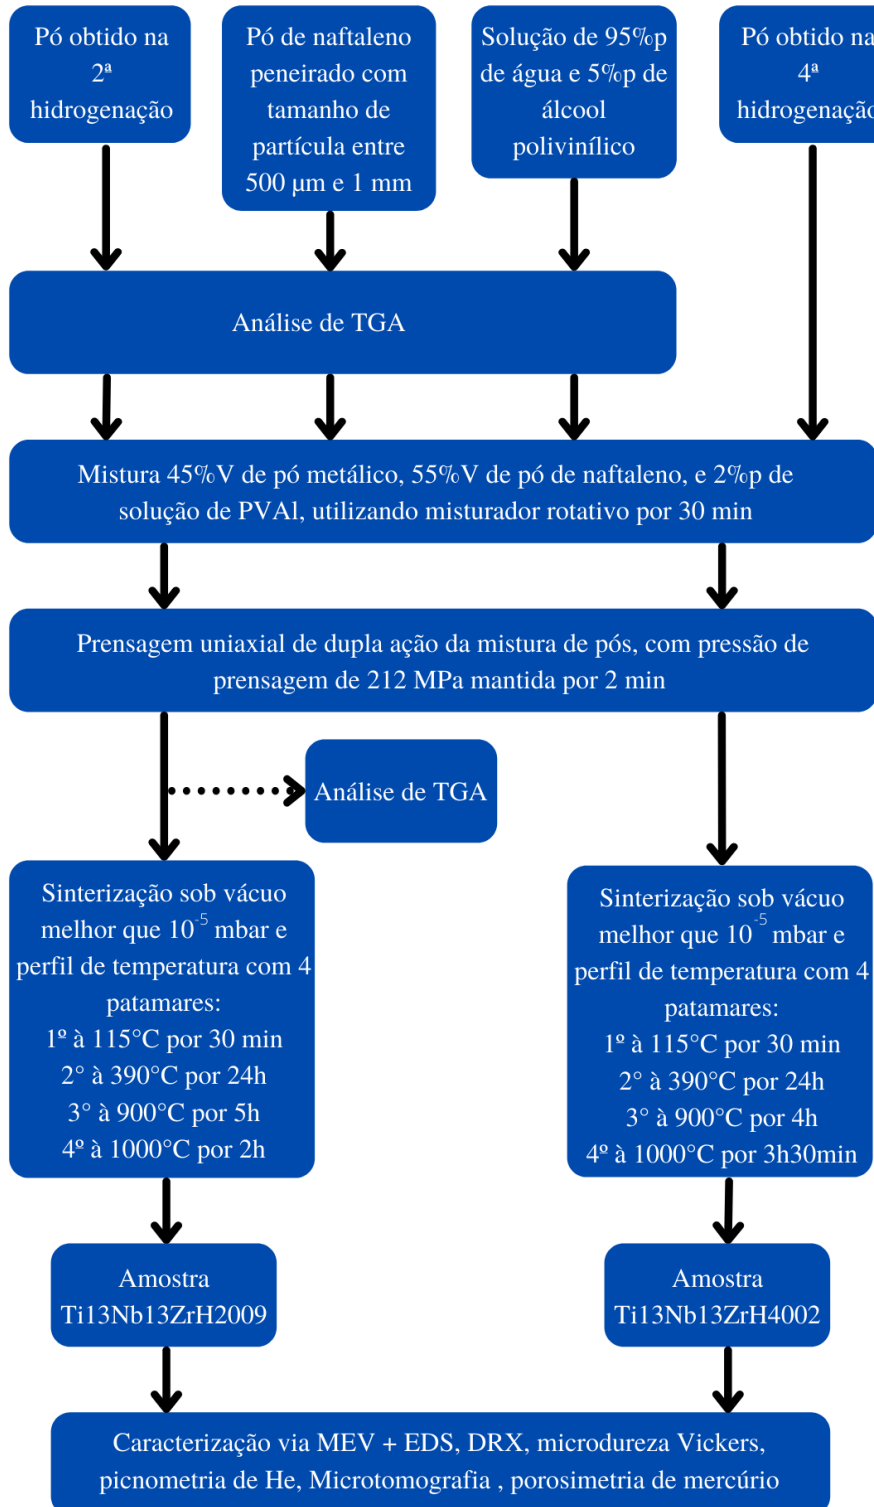 Pó obtido na
2ª
hidrogenação
Pó de naftaleno
peneirado com
tamanho de
partícula entre
500 µm e 1 mm
Solução de 95%p
de água e 5%p de
álcool
polivinílico
Pó obtido na
4ª
hidrogenação
Análise de TGA
Mistura 45%V de pó metálico, 55%V de pó de naftaleno, e 2%p de
solução de PVAl, utilizando misturador rotativo por 30 min
Prensagem uniaxial de dupla ação da mistura de pós, com pressão de
prensagem de 212 MPa mantida por 2 min
Análise de TGA
Sinterização sob vácuo
melhor que 10⁻⁵ mbar e
perfil de temperatura com 4
patamares:
1º à 115°C por 30 min
2° à 390°C por 24h
3° à 900°C por 5h
4º à 1000°C por 2h
Sinterização sob vácuo
melhor que 10⁻⁵ mbar e
perfil de temperatura com 4
patamares:
1º à 115°C por 30 min
2° à 390°C por 24h
3° à 900°C por 4h
4º à 1000°C por 3h30min
Amostra
Ti13Nb13ZrH2009
Amostra
Ti13Nb13ZrH4002
Caracterização via MEV + EDS, DRX, microdureza Vickers,
picnometria de He, Microtomografia , porosimetria de mercúrio